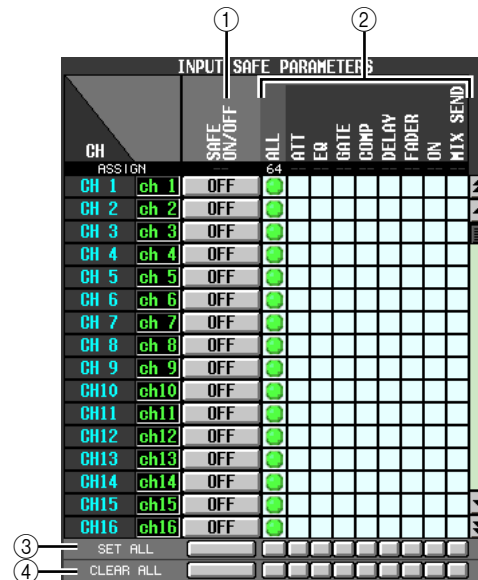 ① ②
INPUT SAFE PARAMETERS
CH SAFE ON/OFF ALL ATT EQ GATE COMP DELAY FADER ON MIX SEND
ASSIGN -- 64 -- -- -- -- -- -- -- --
CH 1 ch 1 OFF
CH 2 ch 2 OFF
CH 3 ch 3 OFF
CH 4 ch 4 OFF
CH 5 ch 5 OFF
CH 6 ch 6 OFF
CH 7 ch 7 OFF
CH 8 ch 8 OFF
CH 9 ch 9 OFF
CH10 ch10 OFF
CH11 ch11 OFF
CH12 ch12 OFF
CH13 ch13 OFF
CH14 ch14 OFF
CH15 ch15 OFF
CH16 ch16 OFF
③ SET ALL
④ CLEAR ALL